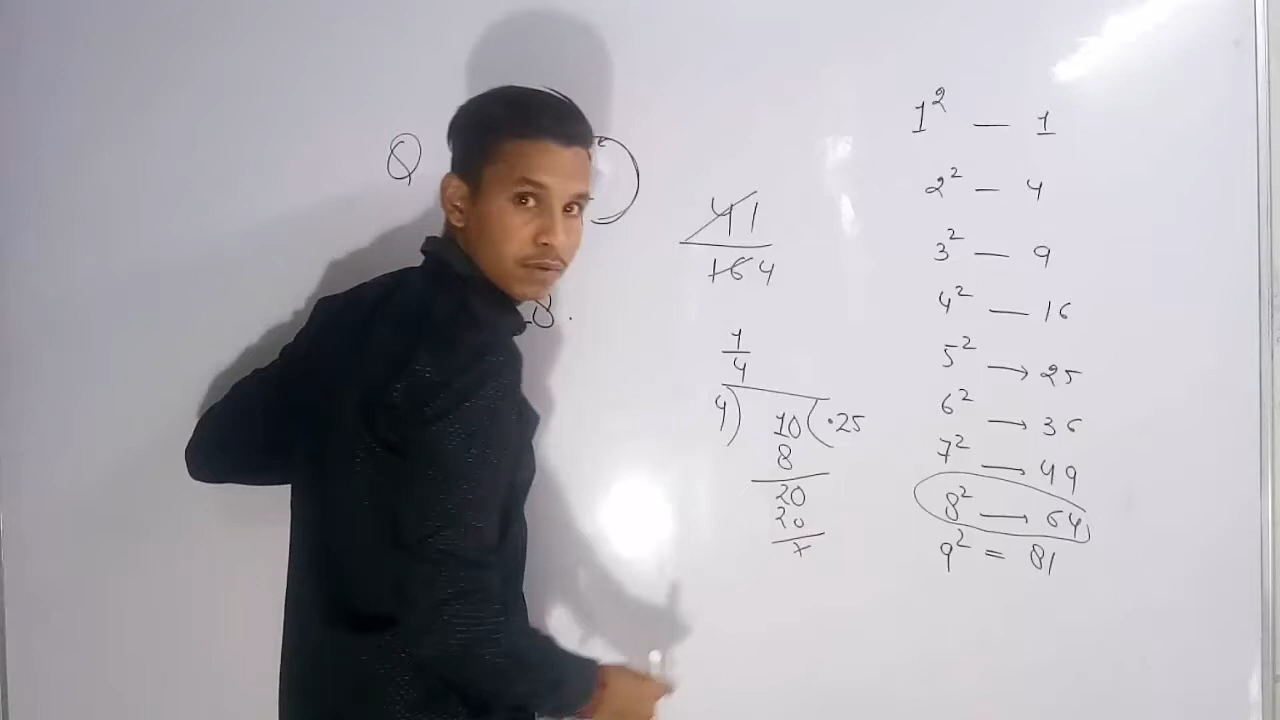 Q
8.
41
164
1
4
4) 10 (.25
8
20
20
×
1² — 1
2² — 4
3² — 9
4² — 16
5² → 25
6² → 36
7² → 49
8² → 64
9² = 81